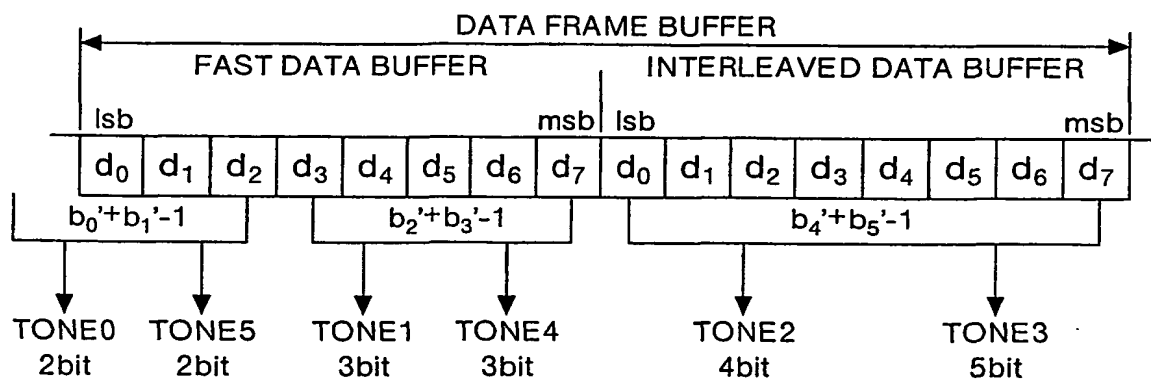 DATA FRAME BUFFER
FAST DATA BUFFER INTERLEAVED DATA BUFFER
lsb msb lsb msb
d₀ d₁ d₂ d₃ d₄ d₅ d₆ d₇ d₀ d₁ d₂ d₃ d₄ d₅ d₆ d₇
b₀'+b₁'-1 b₂'+b₃'-1 b₄'+b₅'-1
TONE0 TONE5 TONE1 TONE4 TONE2 TONE3
2bit 2bit 3bit 3bit 4bit 5bit